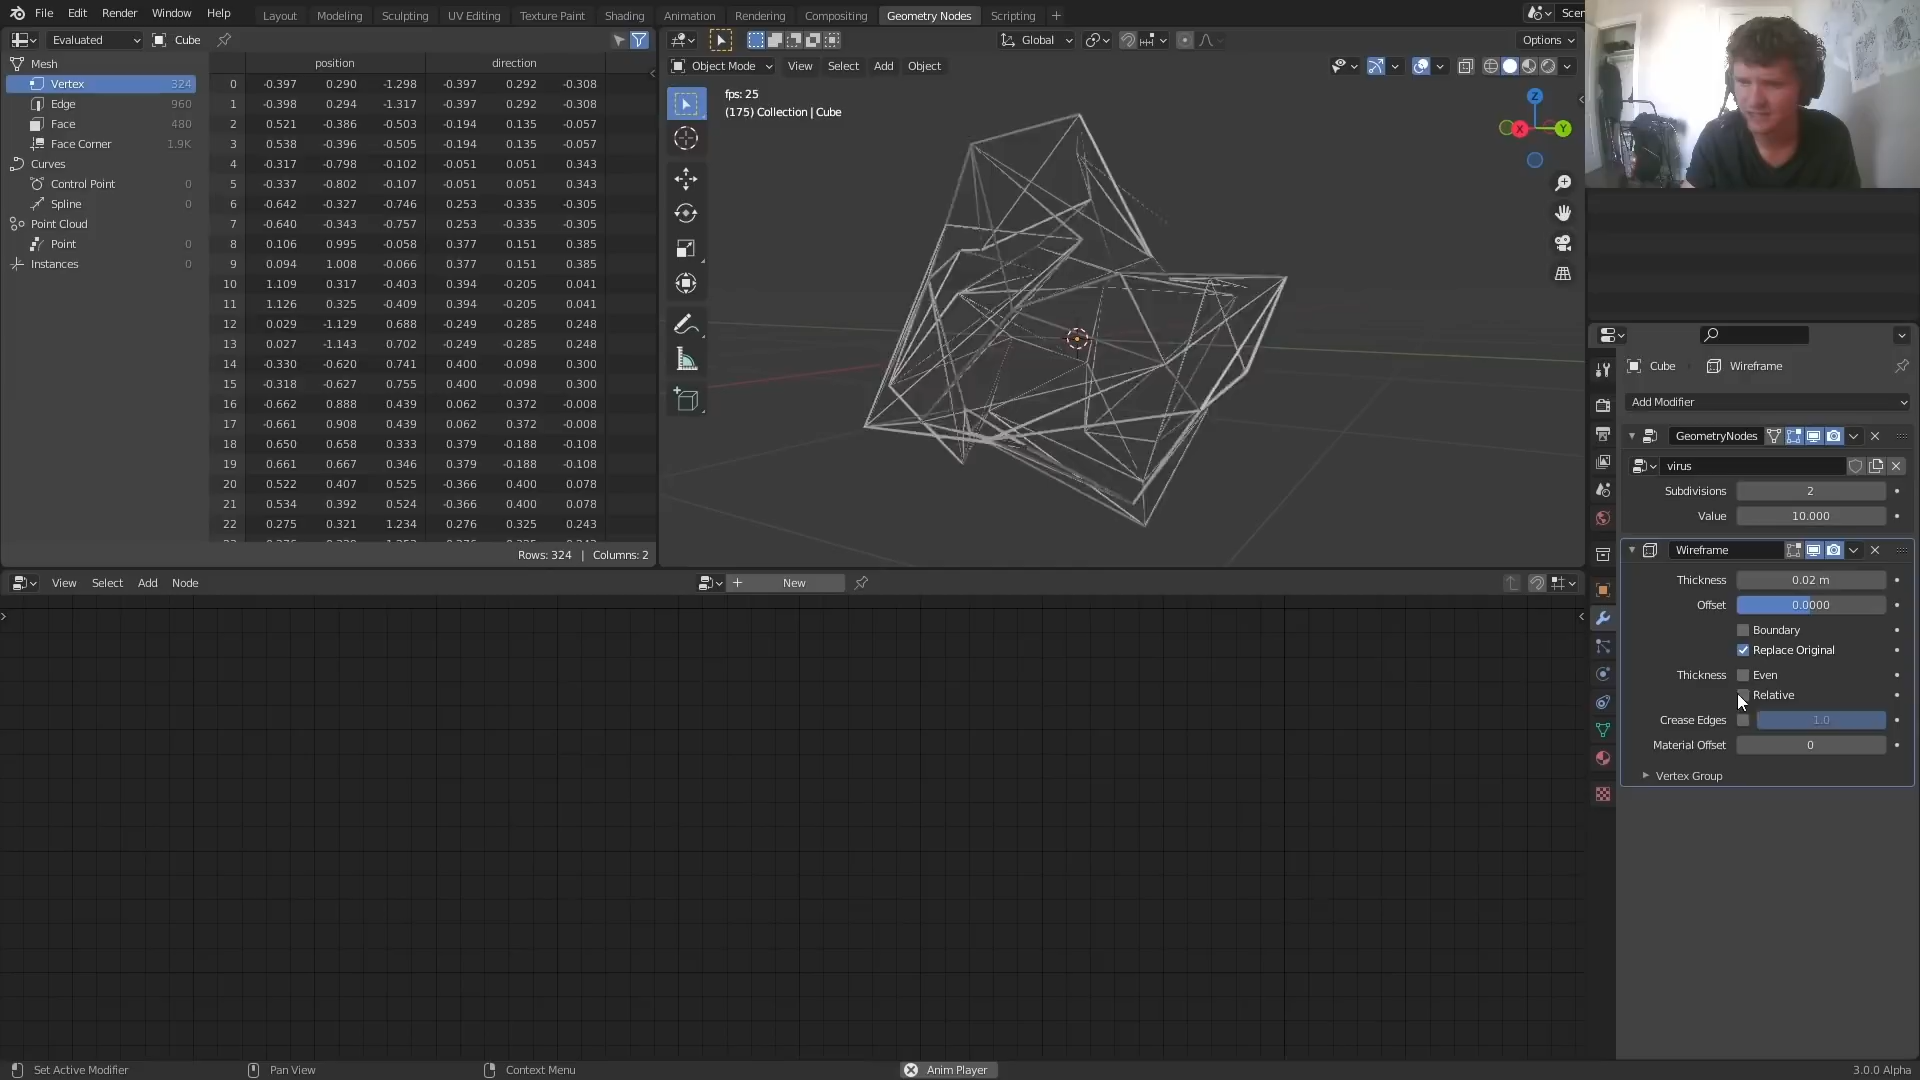 File Edit Render Window Help
Layout Modeling Sculpting UV Editing Texture Paint Shading Animation Rendering Compositing Geometry Nodes Scripting +
Scen
Evaluated Cube
Global
Options
Mesh
Vertex 324
Edge 960
Face 480
Face Corner 1.9K
Curves
Control Point 0
Spline 0
Point Cloud
Point 0
Instances 0
position direction
0 -0.397 0.290 -1.298 -0.397 0.292 -0.308
1 -0.398 0.294 -1.317 -0.397 0.292 -0.308
2 0.521 -0.386 -0.503 -0.194 0.135 -0.057
3 0.538 -0.396 -0.505 -0.194 0.135 -0.057
4 -0.317 -0.798 -0.102 -0.051 0.051 0.343
5 -0.337 -0.802 -0.107 -0.051 0.051 0.343
6 -0.642 -0.327 -0.746 0.253 -0.335 -0.305
7 -0.640 -0.343 -0.757 0.253 -0.335 -0.305
8 0.106 0.995 -0.058 0.377 0.151 0.385
9 0.094 1.008 -0.066 0.377 0.151 0.385
10 1.109 0.317 -0.403 0.394 -0.205 0.041
11 1.126 0.325 -0.409 0.394 -0.205 0.041
12 0.029 -1.129 0.688 -0.249 -0.285 0.248
13 0.027 -1.143 0.702 -0.249 -0.285 0.248
14 -0.330 -0.620 0.741 0.400 -0.098 0.300
15 -0.318 -0.627 0.755 0.400 -0.098 0.300
16 -0.662 0.888 0.439 0.062 0.372 -0.008
17 -0.661 0.908 0.439 0.062 0.372 -0.008
18 0.650 0.658 0.333 0.379 -0.188 -0.108
19 0.661 0.667 0.346 0.379 -0.188 -0.108
20 0.522 0.407 0.525 -0.366 0.400 0.078
21 0.534 0.392 0.524 -0.366 0.400 0.078
22 0.275 0.321 1.234 0.276 0.325 0.243
Rows: 324 | Columns: 2
Object Mode View Select Add Object
fps: 25
(175) Collection | Cube
Z
X
Y
Cube Wireframe
Add Modifier
GeometryNodes
virus
Subdivisions 2
Value 10.000
Wireframe
Thickness 0.02 m
Offset 0.0000
Boundary
Replace Original
Thickness Even
Relative
Crease Edges 1.0
Material Offset 0
Vertex Group
View Select Add Node
New
Set Active Modifier Pan View Context Menu Anim Player 3.0.0 Alpha